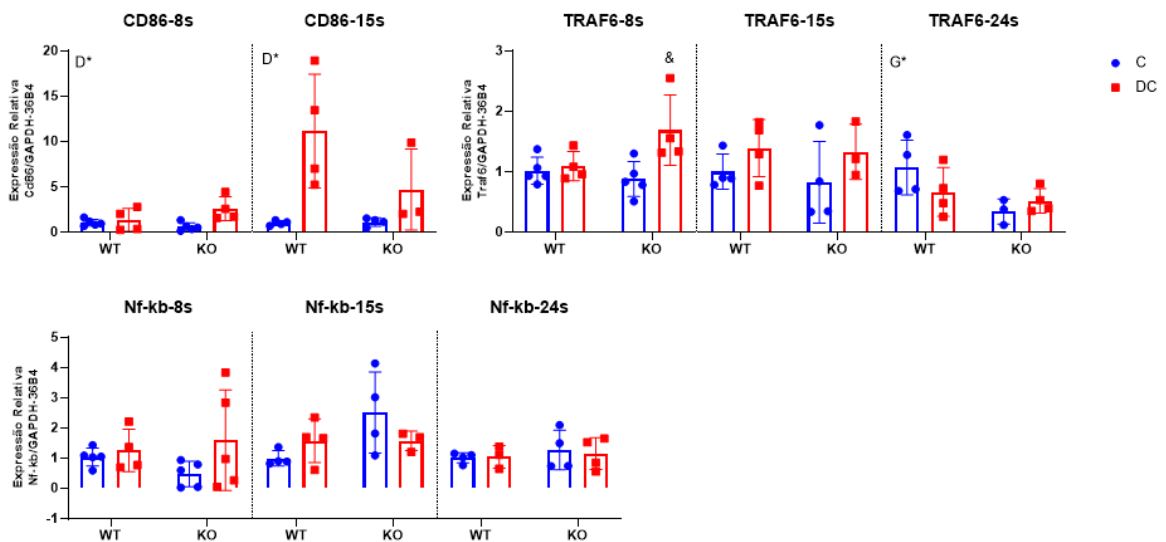 CD86-8s CD86-15s
Expressão Relativa
Cd86/GAPDH-36B4
20
15
10
5
0
D* D*
WT KO WT KO
TRAF6-8s TRAF6-15s TRAF6-24s
Expressão Relativa
Traf6/GAPDH-36B4
3
2
1
0
& G*
WT KO WT KO WT KO
C
DC
Nf-kb-8s Nf-kb-15s Nf-kb-24s
Expressão Relativa
Nf-kb/GAPDH-36B4
5
4
3
2
1
0
-1
WT KO WT KO WT KO